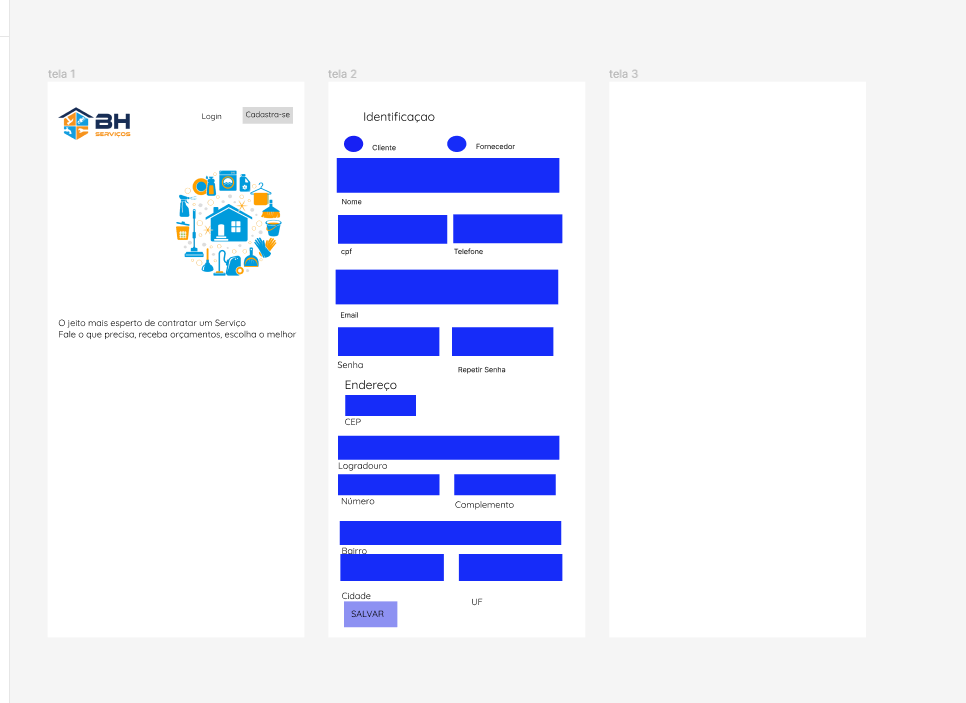 tela 1
BH
SERVIÇOS
Login
Cadastra-se
O jeito mais esperto de contratar um Serviço
Fale o que precisa, receba orçamentos, escolha o melhor
tela 2
Identificaçao
Cliente
Fornecedor
Nome
cpf
Telefone
Email
Senha
Repetir Senha
Endereço
CEP
Logradouro
Número
Complemento
Bairro
Cidade
UF
SALVAR
tela 3